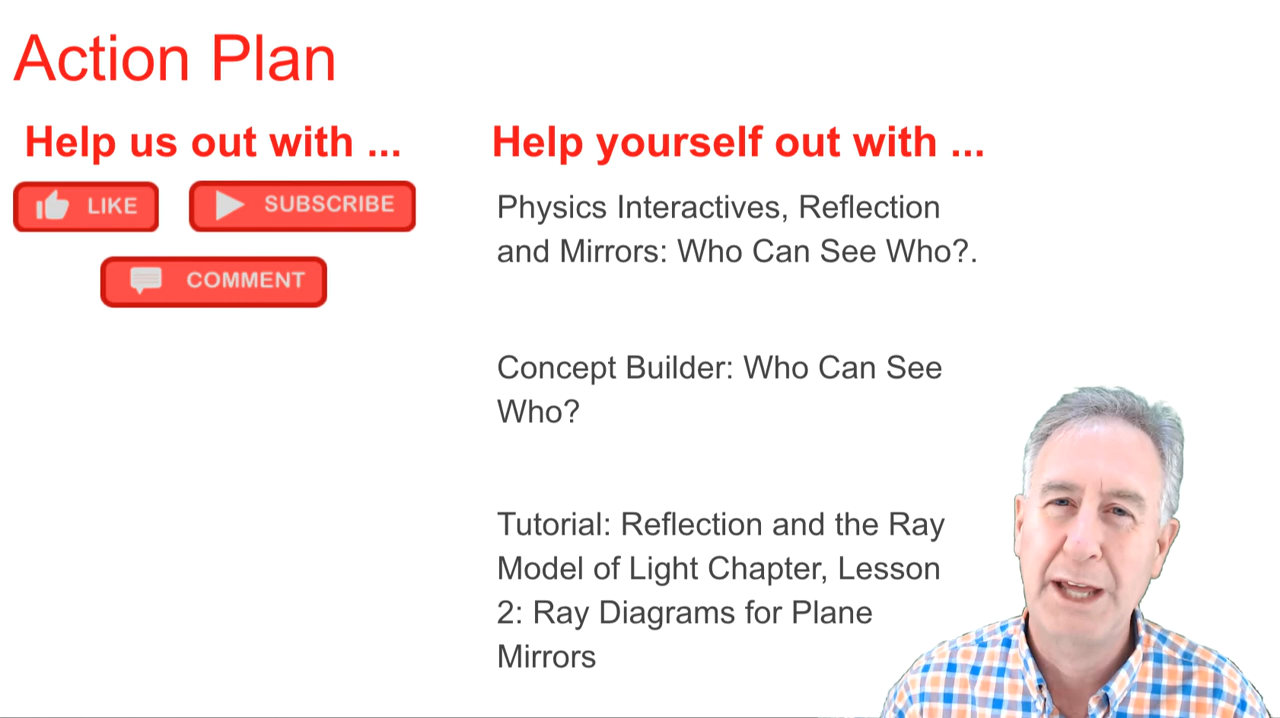 Action Plan
Help us out with ...
LIKE
SUBSCRIBE
COMMENT
Help yourself out with ...
Physics Interactives, Reflection
and Mirrors: Who Can See Who?.
Concept Builder: Who Can See
Who?
Tutorial: Reflection and the Ray
Model of Light Chapter, Lesson
2: Ray Diagrams for Plane
Mirrors